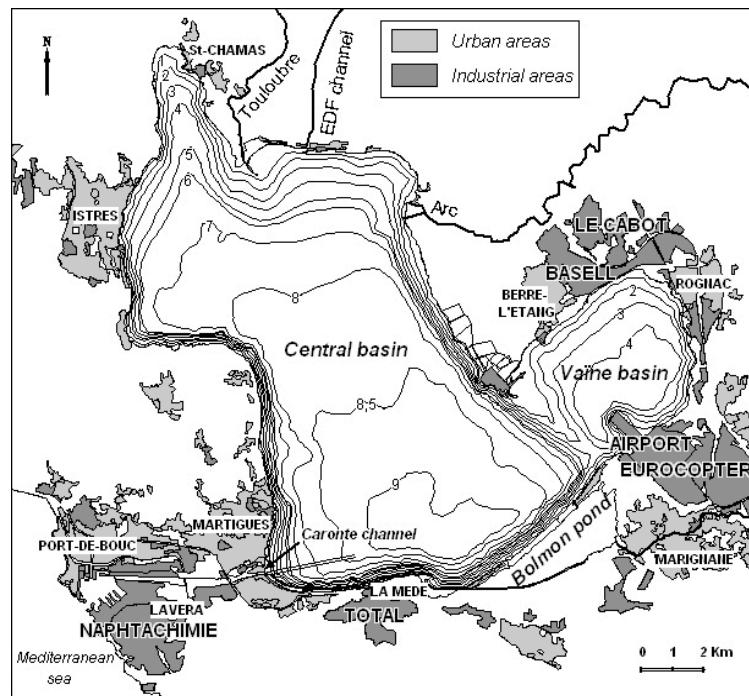 N
St-CHAMAS
Urban areas
Industrial areas
Touloubre
EDF channel
2
3
4
5
6
7
ISTRES
Arc
LE-CABOT
BASELL
ROGNAC
BERRE-
L'ETANG
2
3
4
8
Central basin
Vaïne basin
8,5
AIRPORT
EUROCOPTER
9
MARTIGUES
Caronte channel
Bolmon pond
PORT-DE-BOUC
MARIGNANE
LAVERA
LA MEDE
NAPHTACHIMIE
TOTAL
Mediterranean
sea
0 1 2 Km